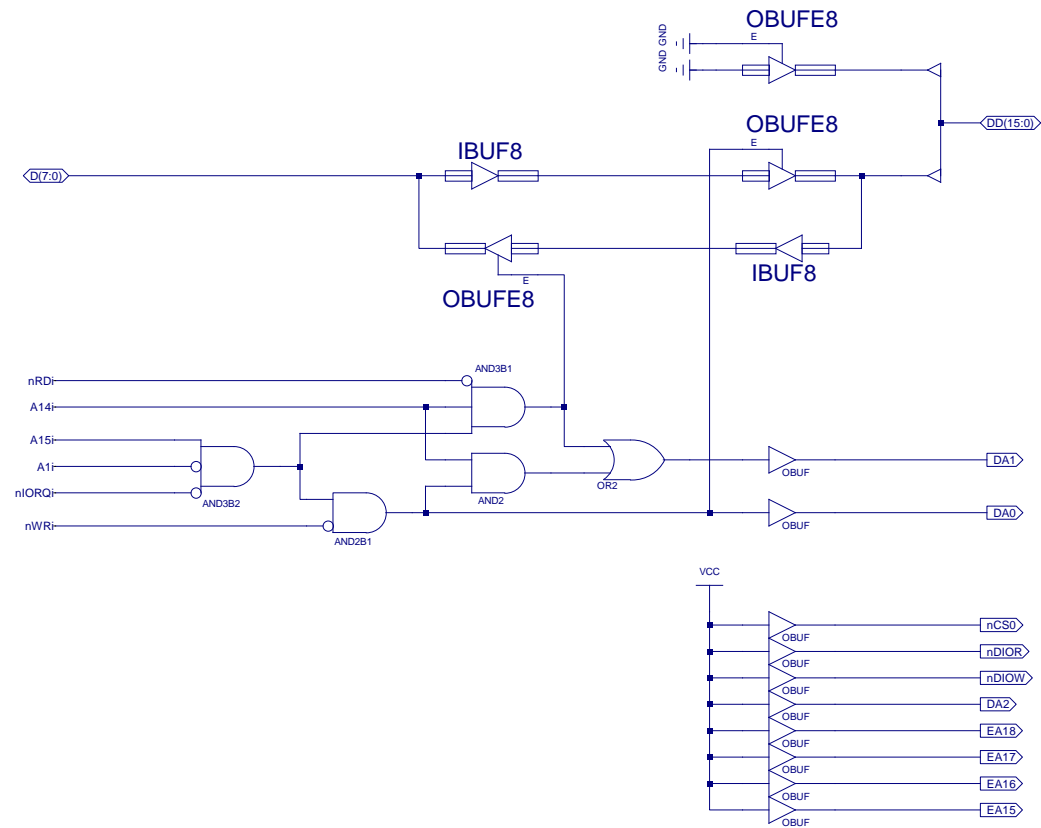 OBUFE8
E
GND GND
OBUFE8
E
DD(15:0)
IBUF8
D(7:0)
IBUF8
E
OBUFE8
AND3B1
nRDi
A14i
A15i
A1i
nIORQi
AND3B2
nWRi
AND2B1
AND2
OR2
OBUF
DA1
OBUF
DA0
VCC
OBUF
nCS0
OBUF
nDIOR
OBUF
nDIOW
OBUF
DA2
OBUF
EA18
OBUF
EA17
OBUF
EA16
OBUF
EA15